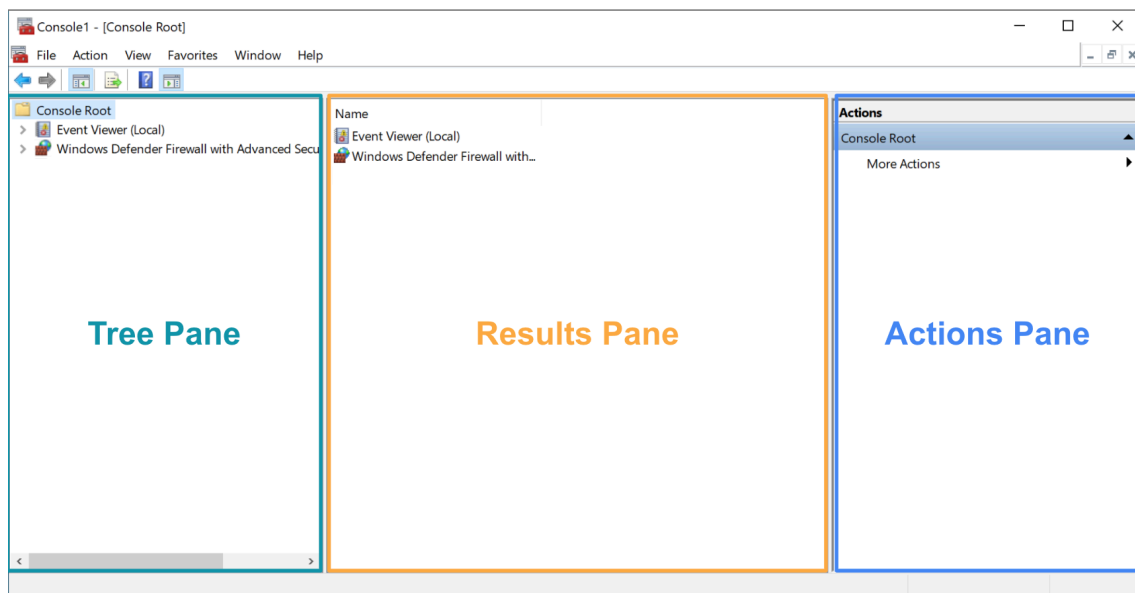 Console1 - [Console Root]
File Action View Favorites Window Help
Console Root
Event Viewer (Local)
Windows Defender Firewall with Advanced Secu
Tree Pane
Name
Event Viewer (Local)
Windows Defender Firewall with...
Results Pane
Actions
Console Root
More Actions
Actions Pane